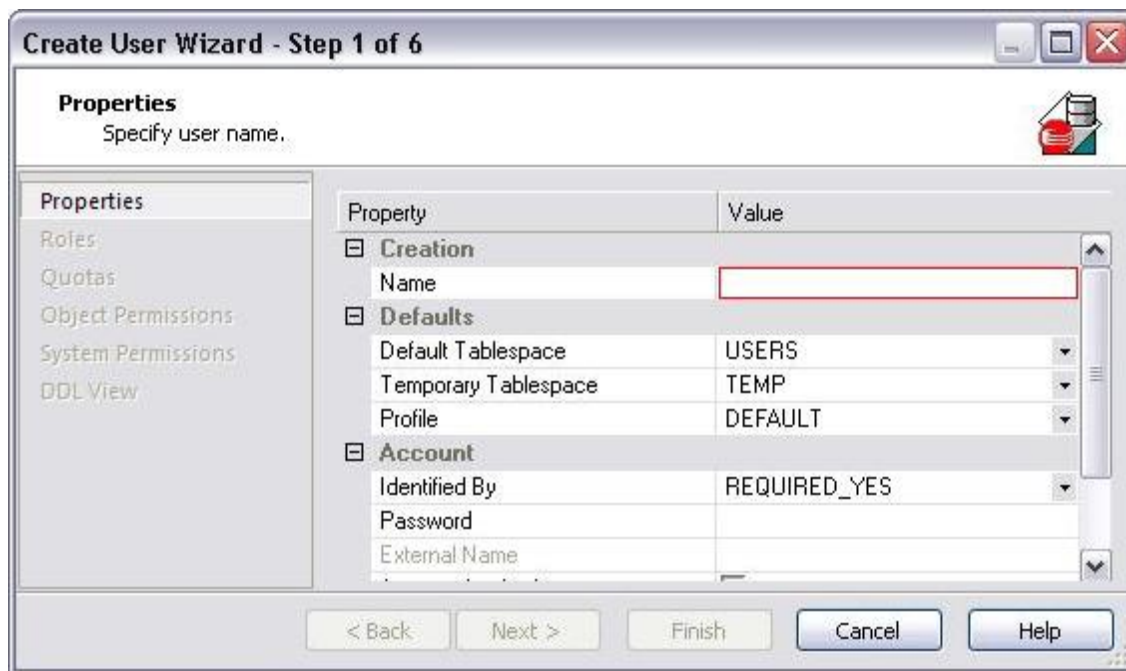 Create User Wizard - Step 1 of 6
Properties
Specify user name.
Properties
Roles
Quotas
Object Permissions
System Permissions
DDL View
Property Value
Creation
Name
Defaults
Default Tablespace USERS
Temporary Tablespace TEMP
Profile DEFAULT
Account
Identified By REQUIRED_YES
Password
External Name
< Back Next > Finish Cancel Help